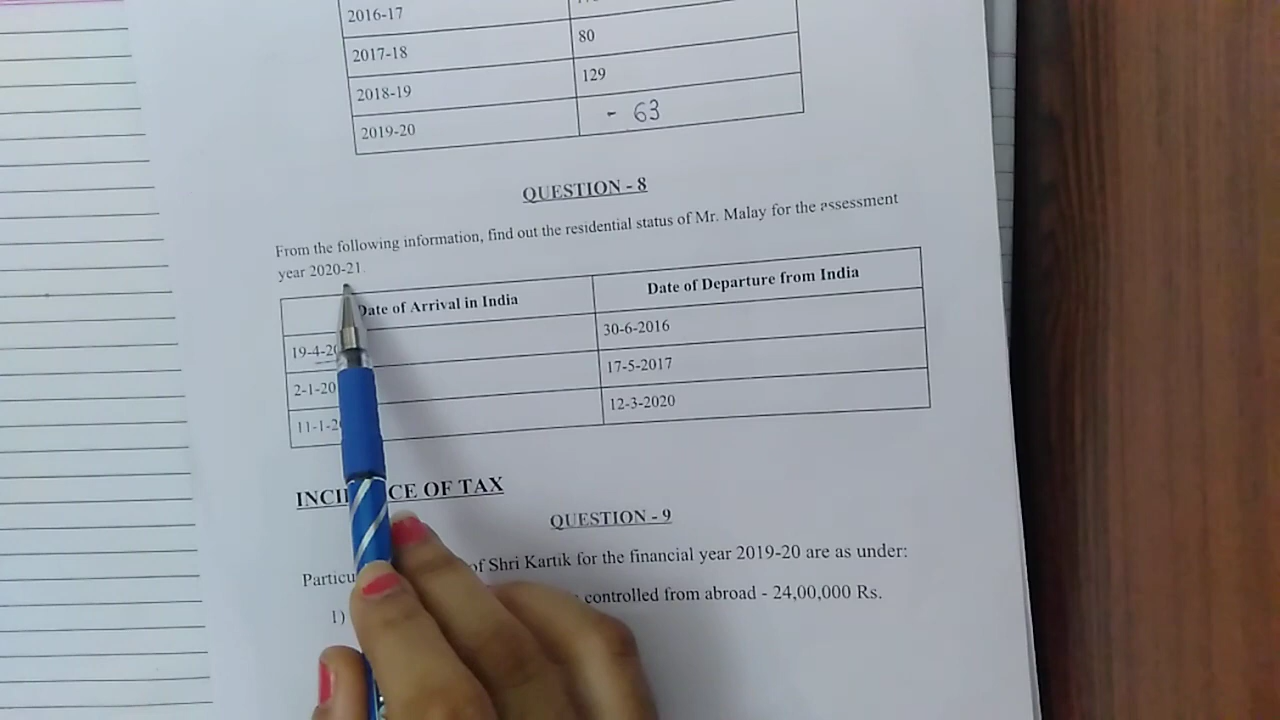 2016-17
2017-18 80
2018-19 129
2019-20 - 63
QUESTION - 8
From the following information, find out the residential status of Mr. Malay for the assessment
year 2020-21.
Date of Arrival in India Date of Departure from India
30-6-2016
17-5-2017
12-3-2020
OF TAX
QUESTION - 9
of Shri Kartik for the financial year 2019-20 are as under:
1) controlled from abroad - 24,00,000 Rs.